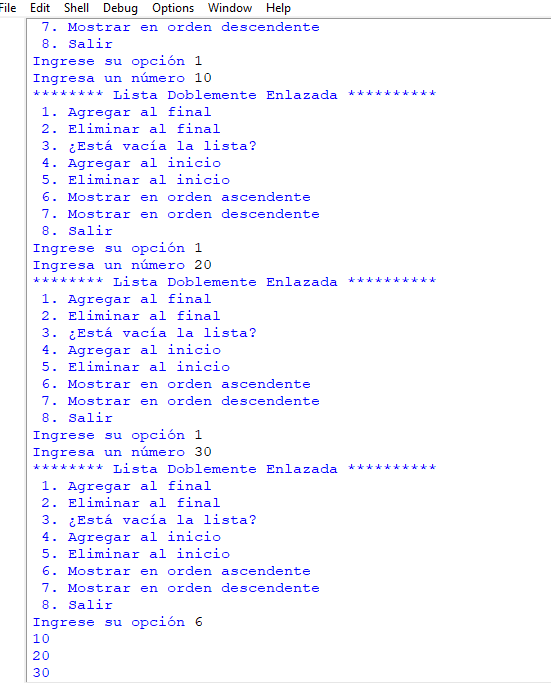 File Edit Shell Debug Options Window Help
7. Mostrar en orden descendente
8. Salir
Ingrese su opción 1
Ingresa un número 10
******** Lista Doblemente Enlazada **********
1. Agregar al final
2. Eliminar al final
3. ¿Está vacía la lista?
4. Agregar al inicio
5. Eliminar al inicio
6. Mostrar en orden ascendente
7. Mostrar en orden descendente
8. Salir
Ingrese su opción 1
Ingresa un número 20
******** Lista Doblemente Enlazada **********
1. Agregar al final
2. Eliminar al final
3. ¿Está vacía la lista?
4. Agregar al inicio
5. Eliminar al inicio
6. Mostrar en orden ascendente
7. Mostrar en orden descendente
8. Salir
Ingrese su opción 1
Ingresa un número 30
******** Lista Doblemente Enlazada **********
1. Agregar al final
2. Eliminar al final
3. ¿Está vacía la lista?
4. Agregar al inicio
5. Eliminar al inicio
6. Mostrar en orden ascendente
7. Mostrar en orden descendente
8. Salir
Ingrese su opción 6
10
20
30